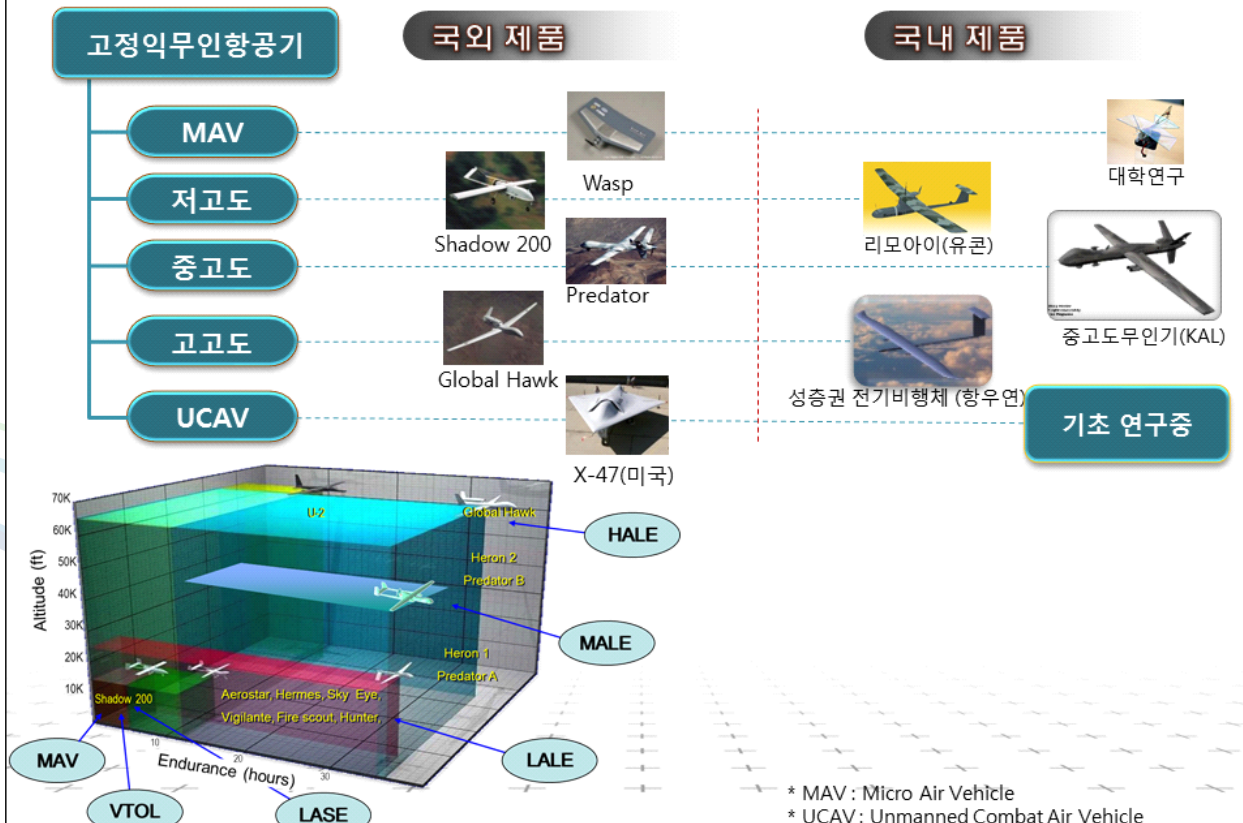 고정익무인항공기
국외 제품
국내 제품
MAV
Wasp
대학연구
저고도
Shadow 200
리모아이(유콘)
중고도
Predator
중고도무인기(KAL)
고고도
Global Hawk
성층권 전기비행체 (항우연)
UCAV
X-47(미국)
기초 연구중
70K
60K
50K
40K
30K
20K
10K
Altitude (ft)
U-2
Global Hawk
HALE
Heron 2
Predator B
MALE
Heron 1
Predator A
Shadow 200
Aerostar, Hermes, Sky Eye,
Vigilante, Fire scout, Hunter,
LALE
10
20
30
Endurance (hours)
MAV
VTOL
LASE
* MAV : Micro Air Vehicle
* UCAV : Unmanned Combat Air Vehicle